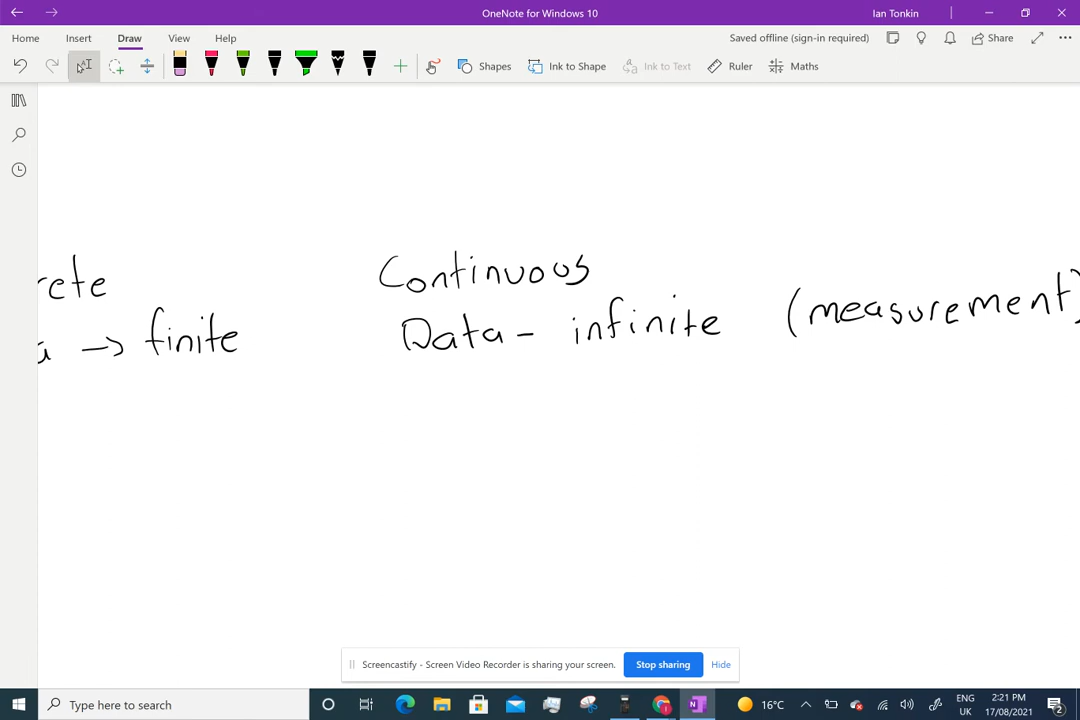 OneNote for Windows 10
Ian Tonkin
Home Insert Draw View Help
Saved offline (sign-in required)
Share
Shapes
Ink to Shape
Ink to Text
Ruler
Maths
crete
a → finite
Continuous
Data - infinite (measurement)
Screencastify - Screen Video Recorder is sharing your screen.
Stop sharing
Hide
Type here to search
16°C
ENG
UK
2:21 PM
17/08/2021
2